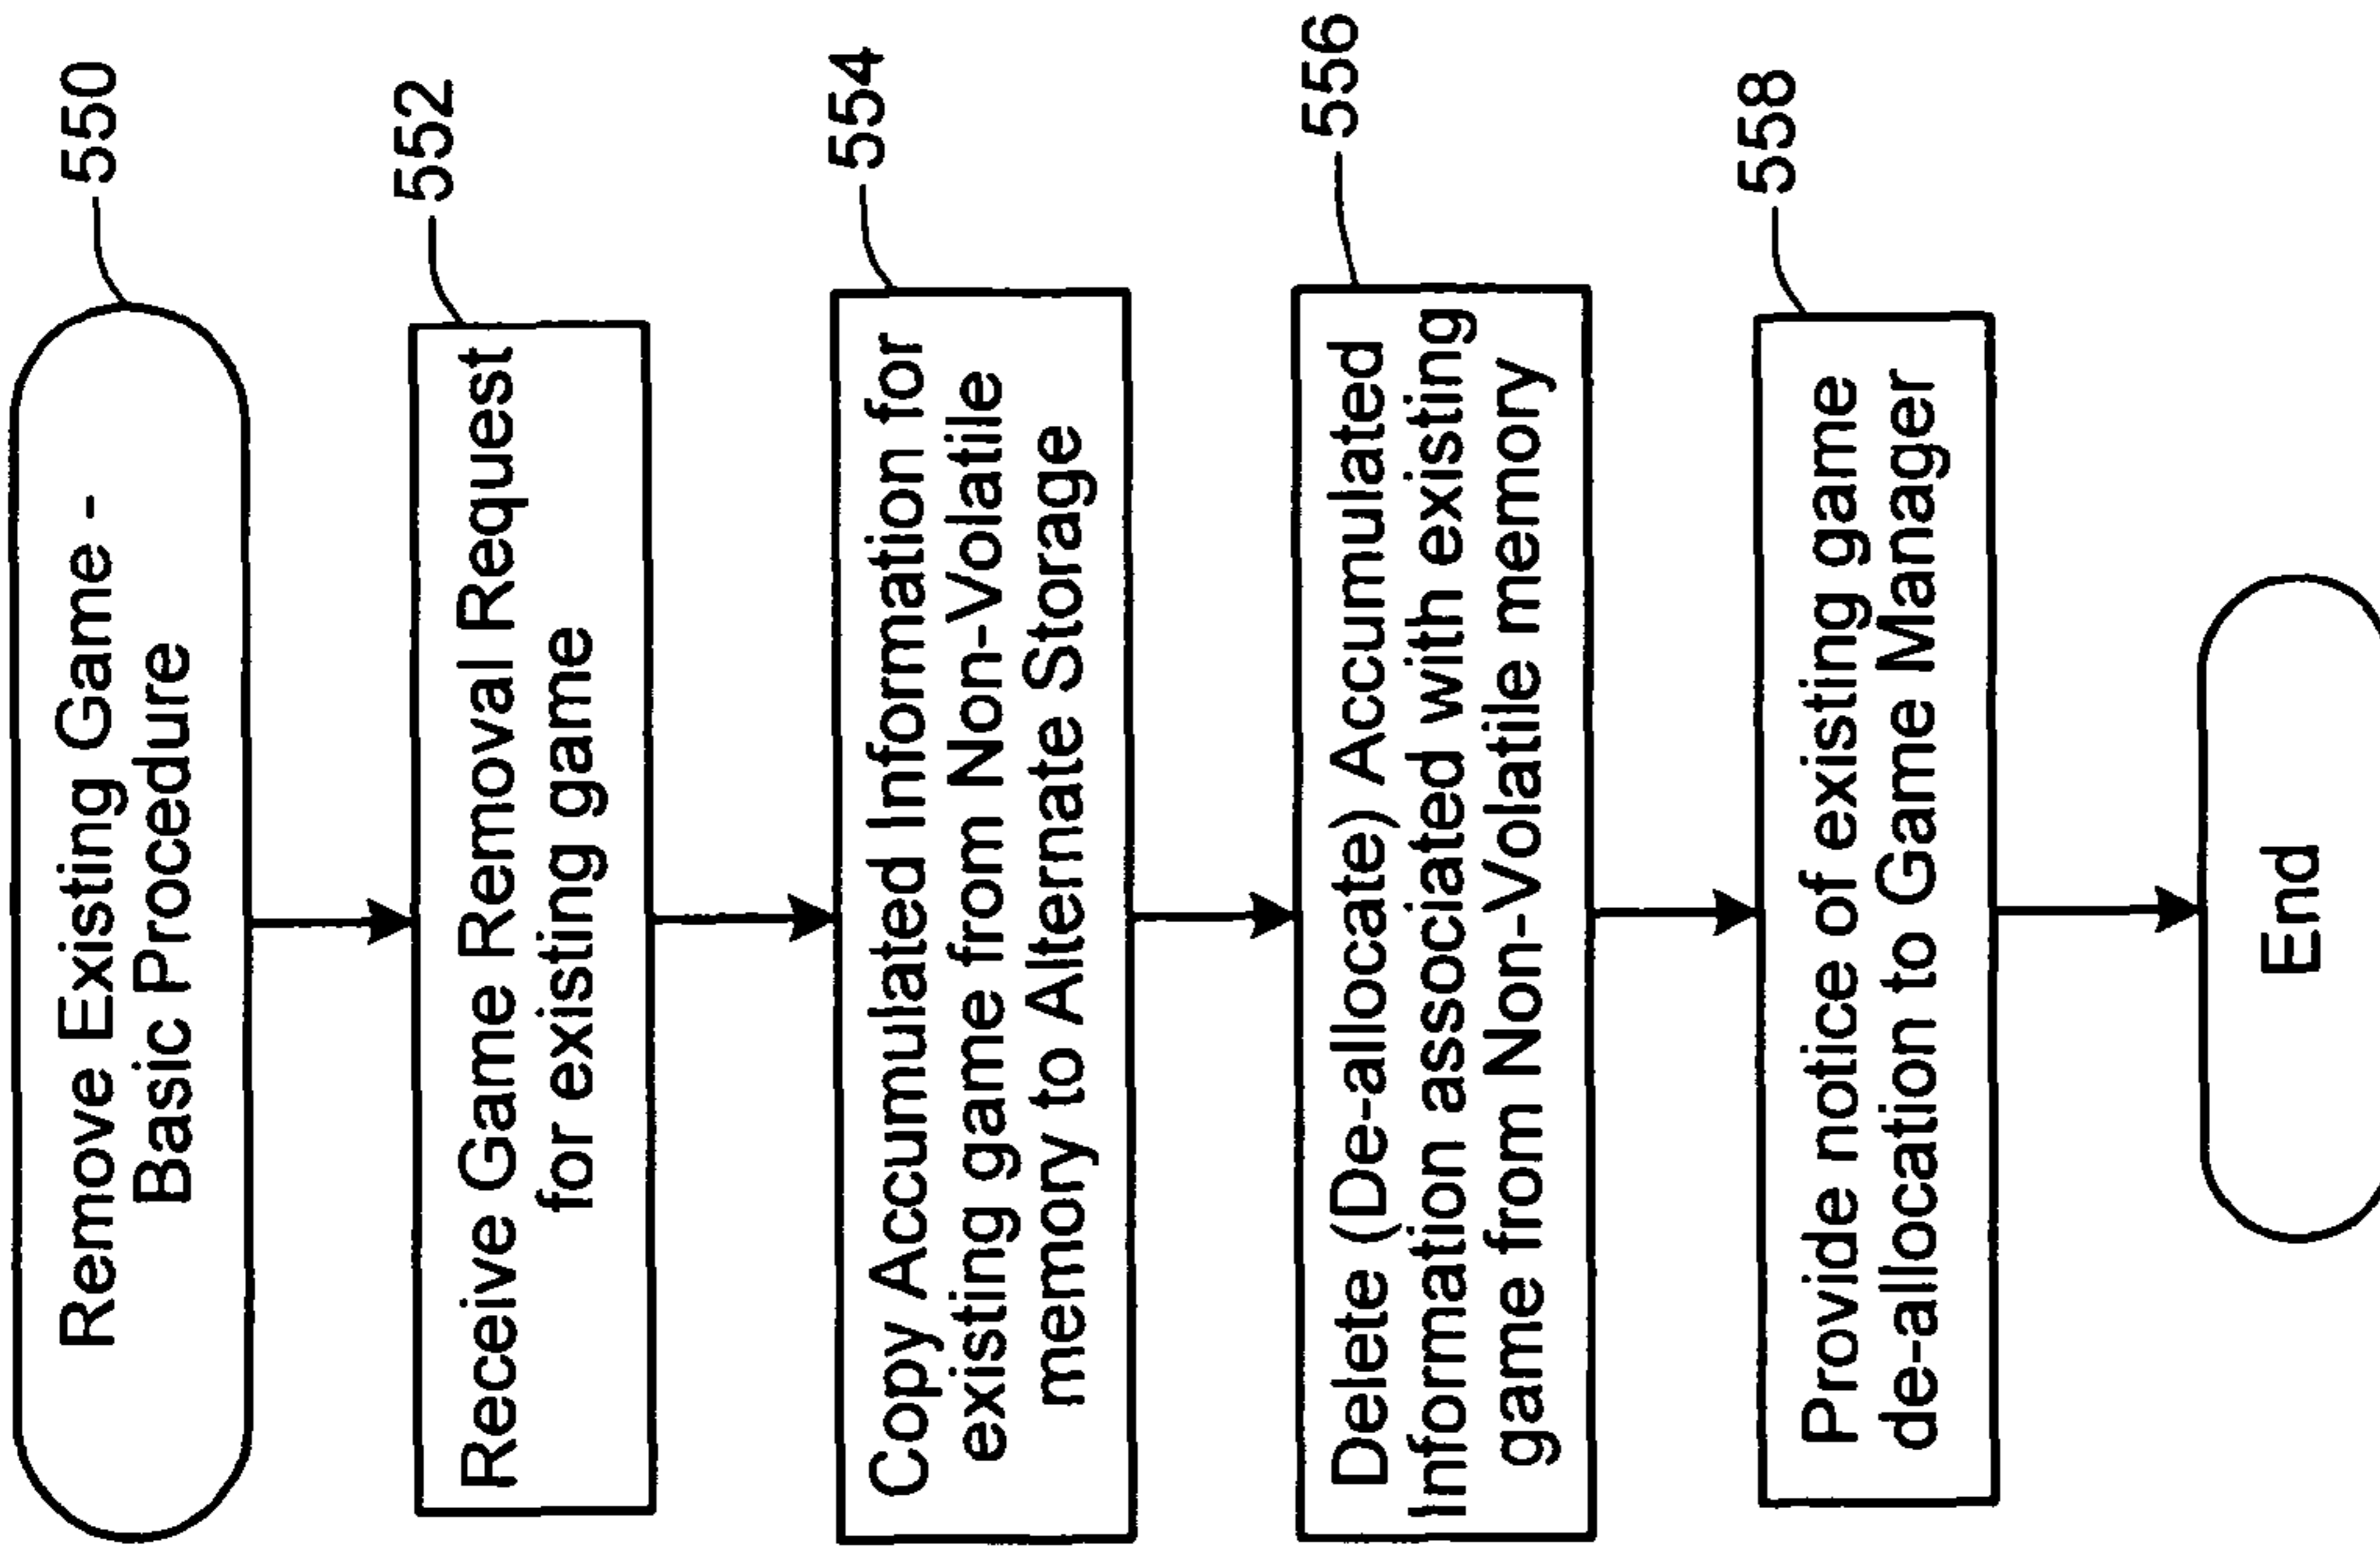 Remove Existing Game -
Basic Procedure
550
Receive Game Removal Request
for existing game
552
Copy Accumulated Information for
existing game from Non-Volatile
memory to Alternate Storage
554
Delete (De-allocate) Accumulated
Information associated with existing
game from Non-Volatile memory
556
Provide notice of existing game
de-allocation to Game Manager
558
End